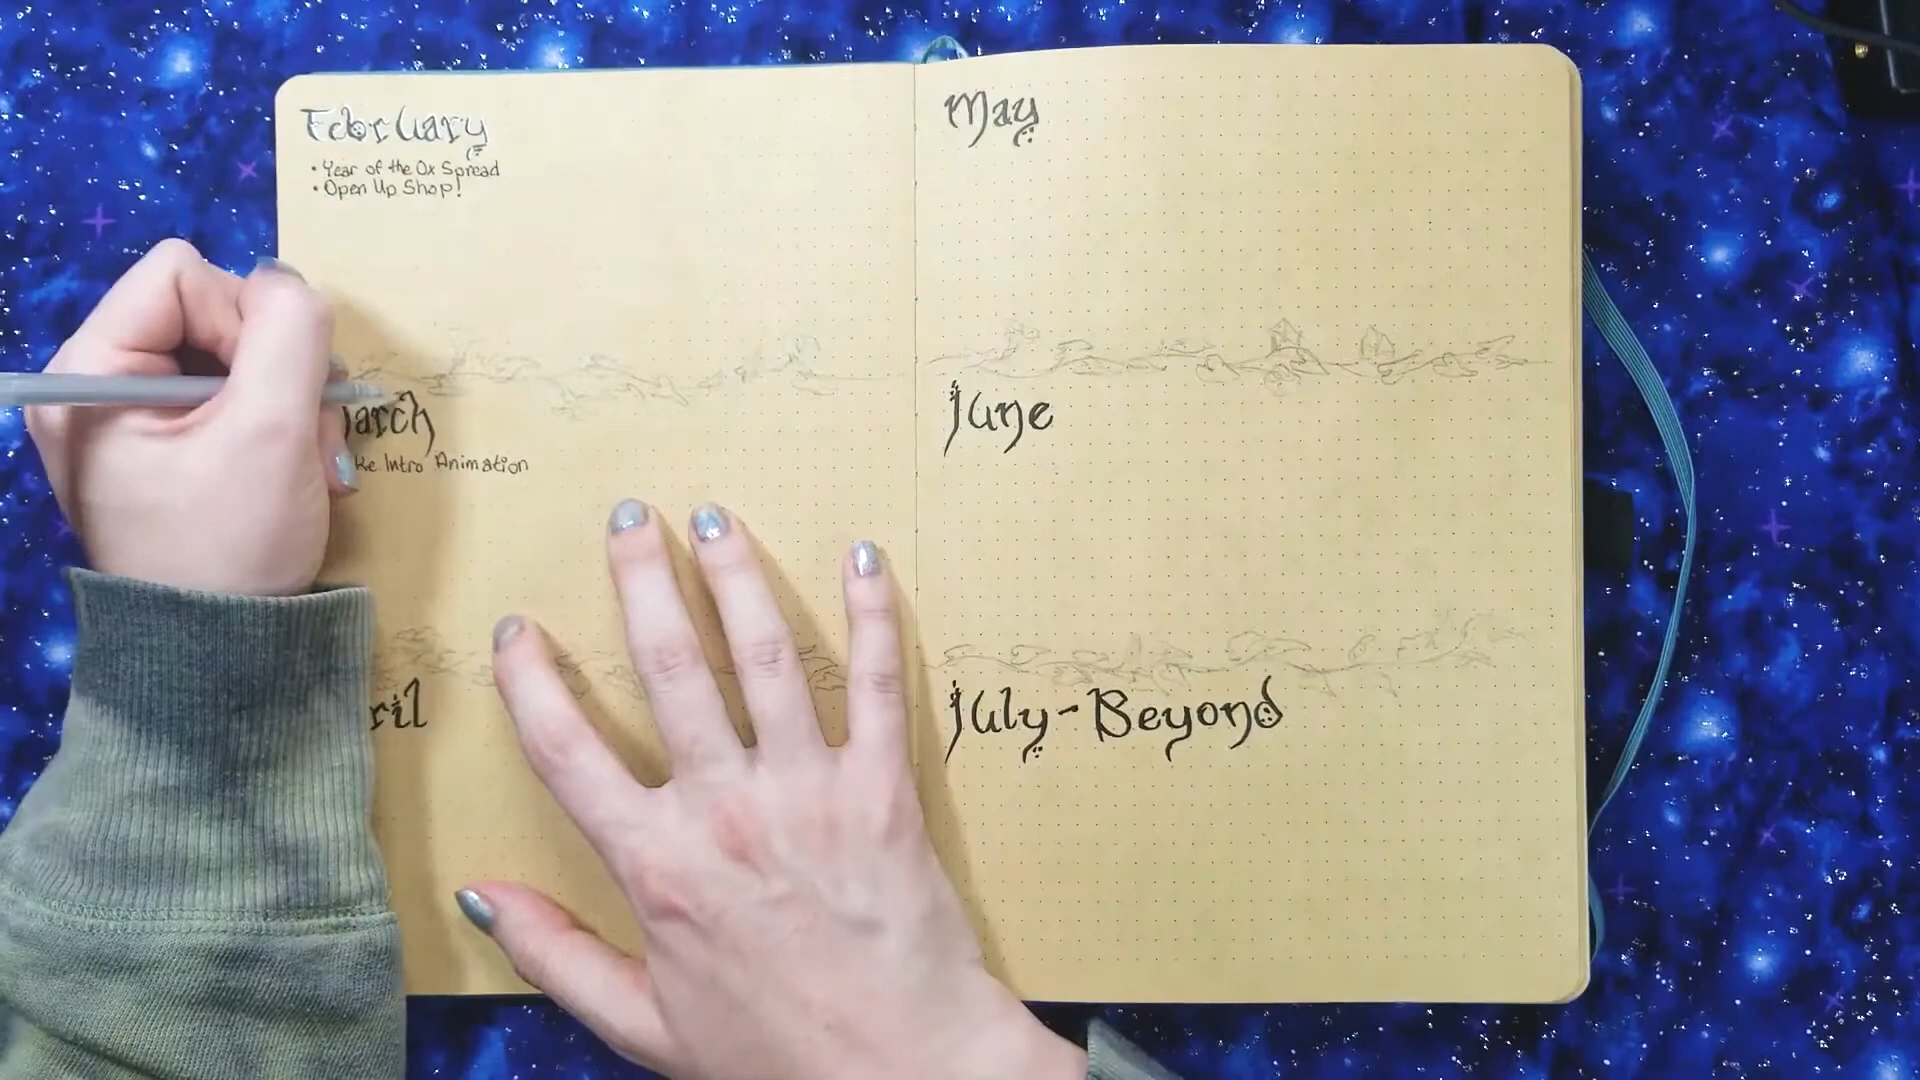 February
• Year of the Ox Spread
• Open Up Shop!
arch
ke Intro Animation
ril
May
June
July-Beyond